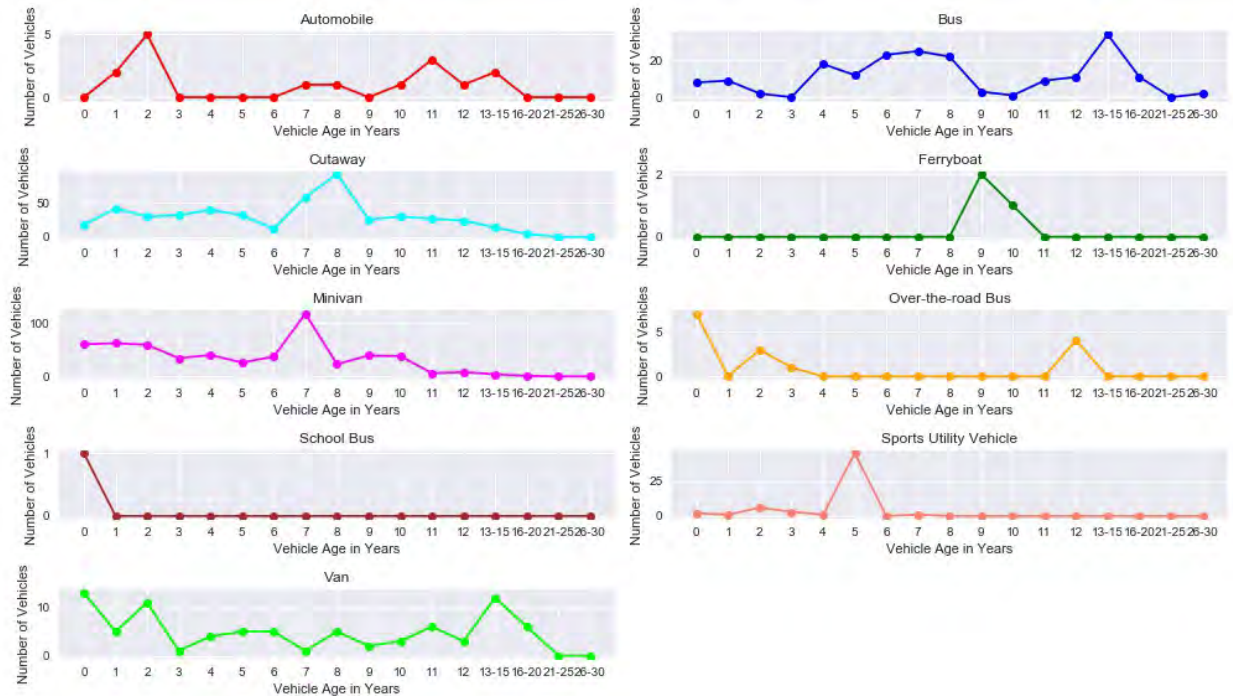 Automobile
Number of Vehicles
5
0
0 1 2 3 4 5 6 7 8 9 10 11 12 13-15 16-20 21-25 26-30
Vehicle Age in Years
Bus
Number of Vehicles
20
0
0 1 2 3 4 5 6 7 8 9 10 11 12 13-15 16-20 21-25 26-30
Vehicle Age in Years
Cutaway
Number of Vehicles
50
0
0 1 2 3 4 5 6 7 8 9 10 11 12 13-15 16-20 21-25 26-30
Vehicle Age in Years
Ferryboat
Number of Vehicles
2
0
0 1 2 3 4 5 6 7 8 9 10 11 12 13-15 16-20 21-25 26-30
Vehicle Age in Years
Minivan
Number of Vehicles
100
0
0 1 2 3 4 5 6 7 8 9 10 11 12 13-15 16-20 21-25 26-30
Vehicle Age in Years
Over-the-road Bus
Number of Vehicles
5
0
0 1 2 3 4 5 6 7 8 9 10 11 12 13-15 16-20 21-25 26-30
Vehicle Age in Years
School Bus
Number of Vehicles
1
0
0 1 2 3 4 5 6 7 8 9 10 11 12 13-15 16-20 21-25 26-30
Vehicle Age in Years
Sports Utility Vehicle
Number of Vehicles
25
0
0 1 2 3 4 5 6 7 8 9 10 11 12 13-15 16-20 21-25 26-30
Vehicle Age in Years
Van
Number of Vehicles
10
0
0 1 2 3 4 5 6 7 8 9 10 11 12 13-15 16-20 21-25 26-30
Vehicle Age in Years